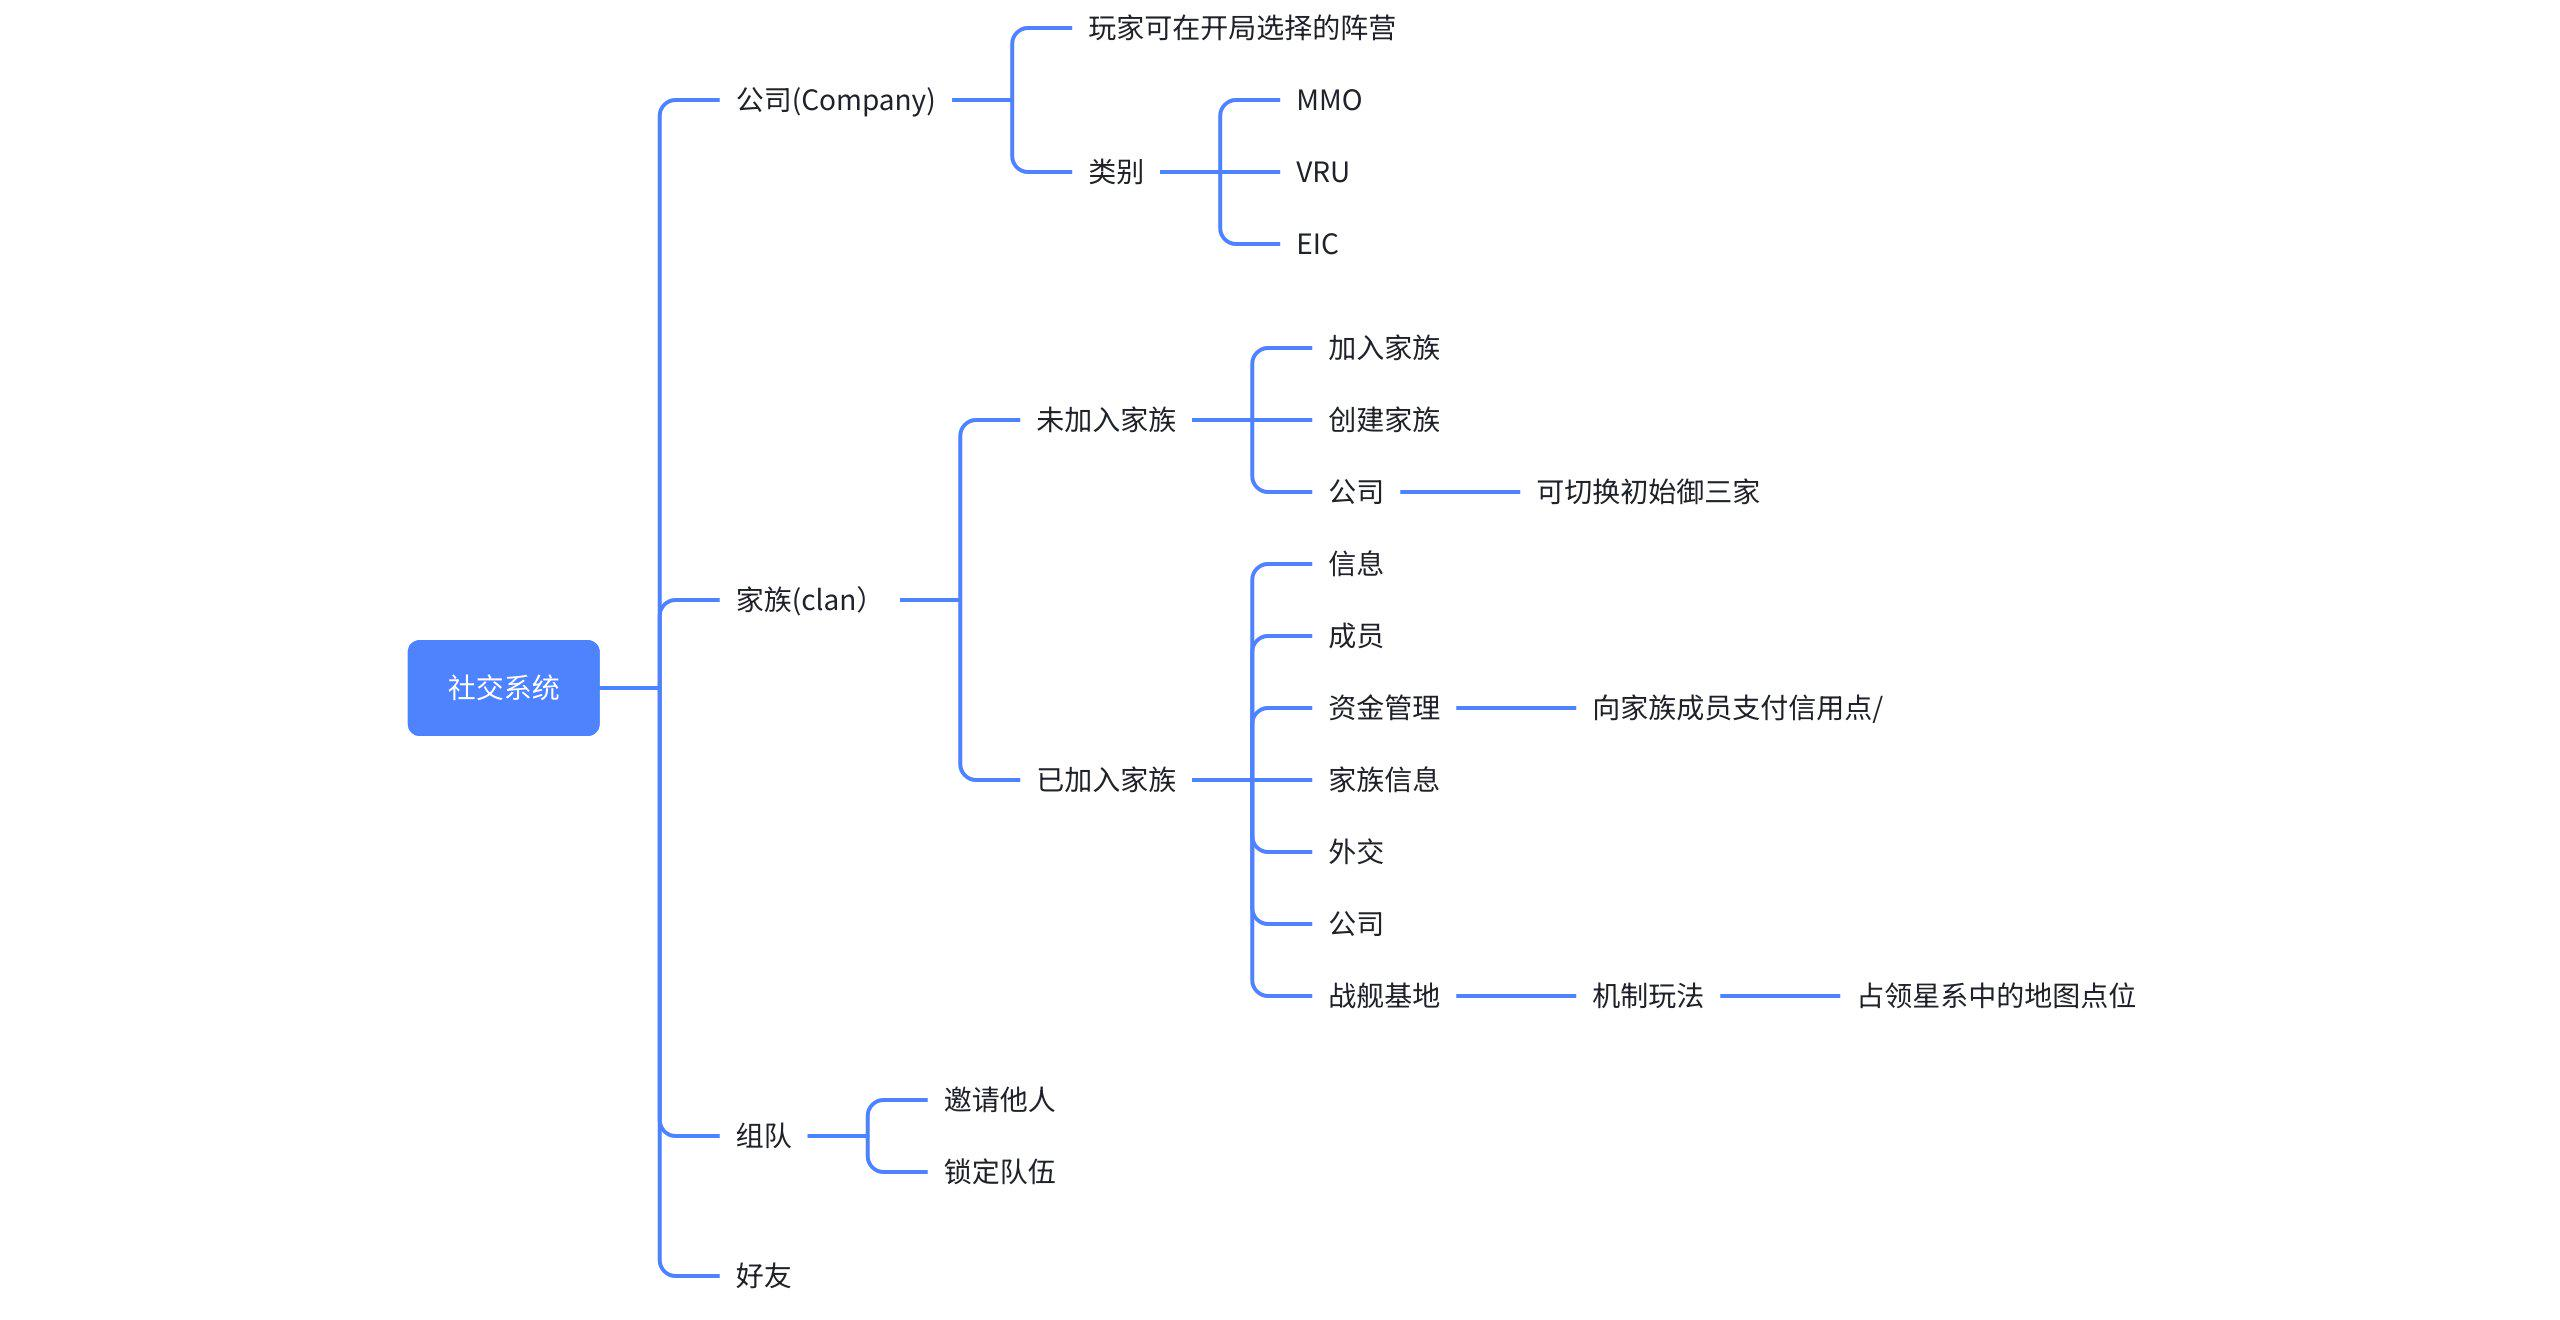 社交系统
公司(Company)
玩家可在开局选择的阵营
类别
MMO
VRU
EIC
家族(clan）
未加入家族
加入家族
创建家族
公司
可切换初始御三家
已加入家族
信息
成员
资金管理
向家族成员支付信用点/
家族信息
外交
公司
战舰基地
机制玩法
占领星系中的地图点位
组队
邀请他人
锁定队伍
好友